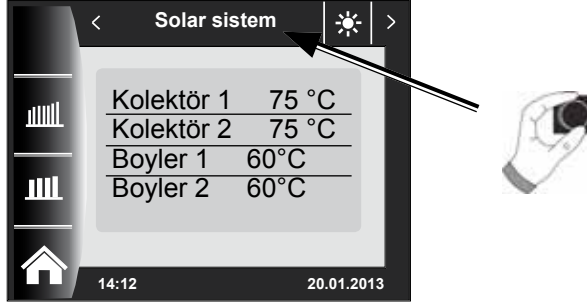 < Solar sistem >
Kolektör 1 75 °C
Kolektör 2 75 °C
Boyler 1 60°C
Boyler 2 60°C
14:12 20.01.2013